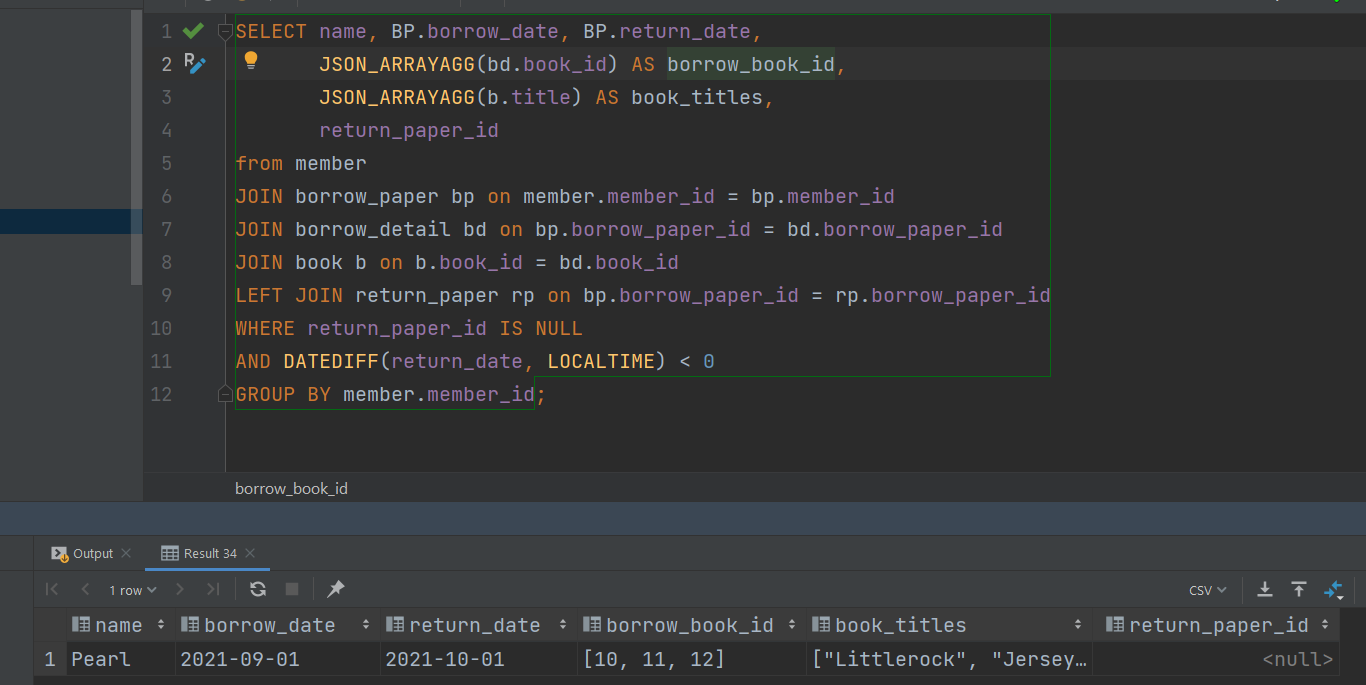 1 SELECT name, BP.borrow_date, BP.return_date,
2 JSON_ARRAYAGG(bd.book_id) AS borrow_book_id,
3 JSON_ARRAYAGG(b.title) AS book_titles,
4 return_paper_id
5 from member
6 JOIN borrow_paper bp on member.member_id = bp.member_id
7 JOIN borrow_detail bd on bp.borrow_paper_id = bd.borrow_paper_id
8 JOIN book b on b.book_id = bd.book_id
9 LEFT JOIN return_paper rp on bp.borrow_paper_id = rp.borrow_paper_id
10 WHERE return_paper_id IS NULL
11 AND DATEDIFF(return_date, LOCALTIME) < 0
12 GROUP BY member.member_id;
borrow_book_id
Output Result 34
1 row CSV
name borrow_date return_date borrow_book_id book_titles return_paper_id
1 Pearl 2021-09-01 2021-10-01 [10, 11, 12] ["Littlerock", "Jersey… <null>